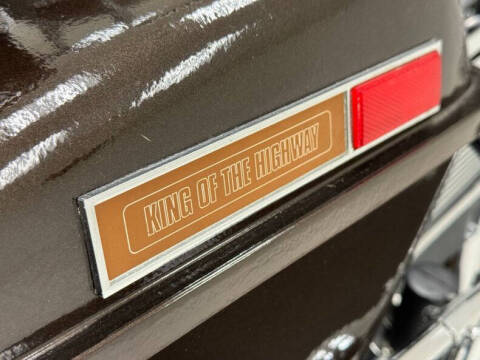 KING OF THE HIGHWAY